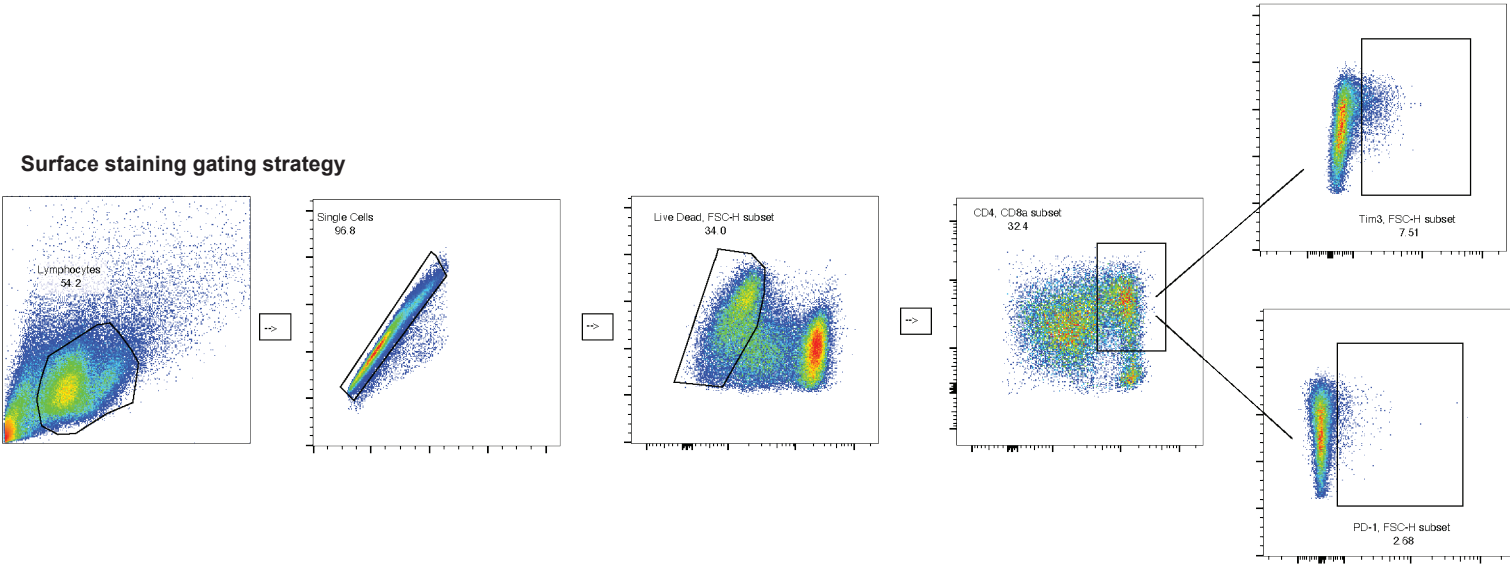 Surface staining gating strategy
Lymphocytes
54.2
-->
Single Cells
96.8
-->
Live Dead, FSC-H subset
34.0
-->
CD4, CD8a subset
32.4
Tim3, FSC-H subset
7.51
PD-1, FSC-H subset
2.68